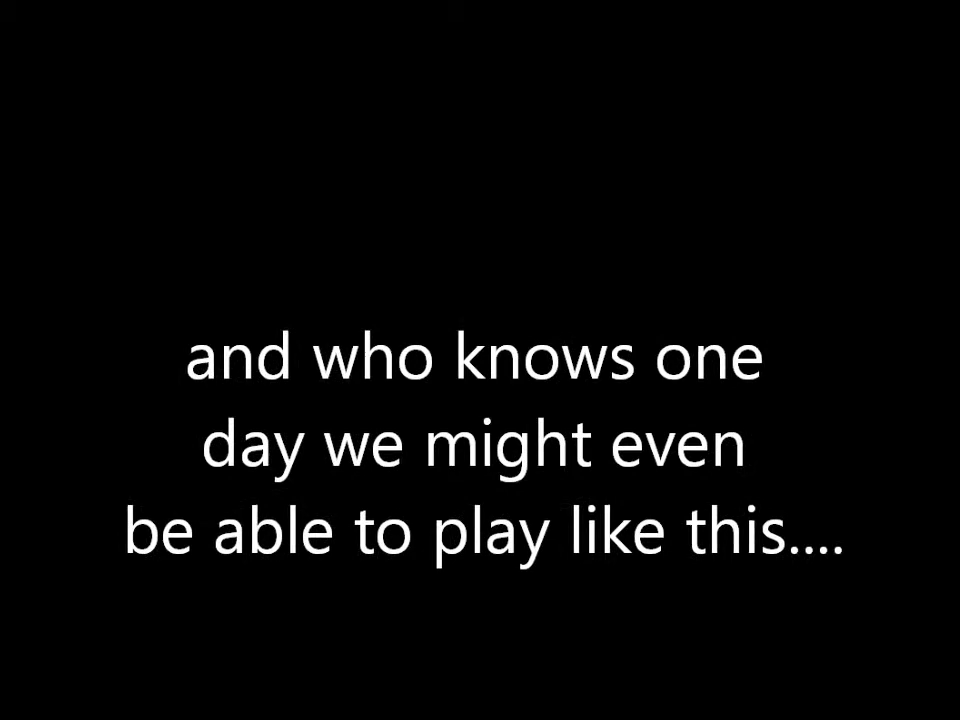 and who knows one
day we might even
be able to play like this....